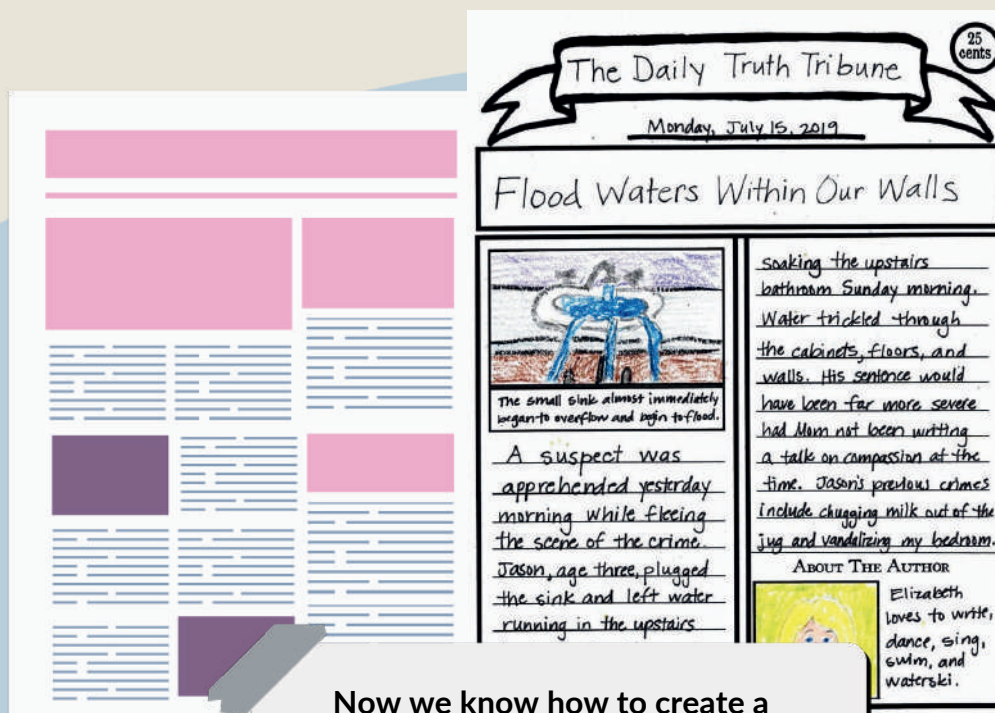 25
cents
The Daily Truth Tribune
Monday, July 15, 2019
Flood Waters Within Our Walls
The small sink almost immediately
began to overflow and begin to flood.
A suspect was
apprehended yesterday
morning while fleeing
the scene of the crime.
Jason, age three, plugged
the sink and left water
running in the upstairs
soaking the upstairs
bathroom Sunday morning.
Water trickled through
the cabinets, floors, and
walls. His sentence would
have been far more severe
had Mom not been writing
a talk on compassion at the
time. Jason's previous crimes
include chugging milk out of the
jug and vandalizing my bedroom.
ABOUT THE AUTHOR
Elizabeth
loves to write,
dance, sing,
swim, and
waterski.
Now we know how to create a